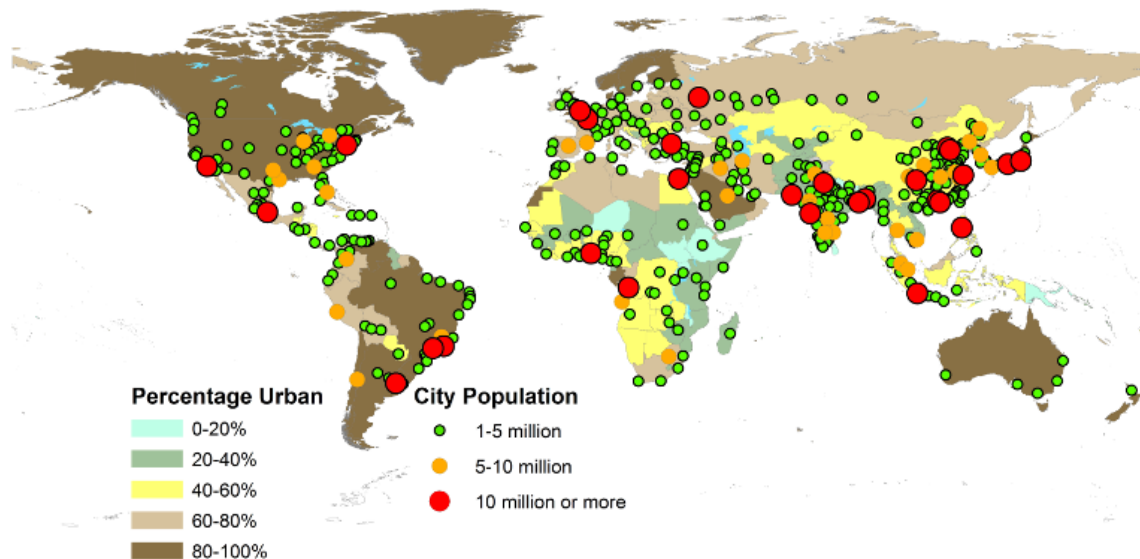 Percentage Urban
0-20%
20-40%
40-60%
60-80%
80-100%
City Population
1-5 million
5-10 million
10 million or more